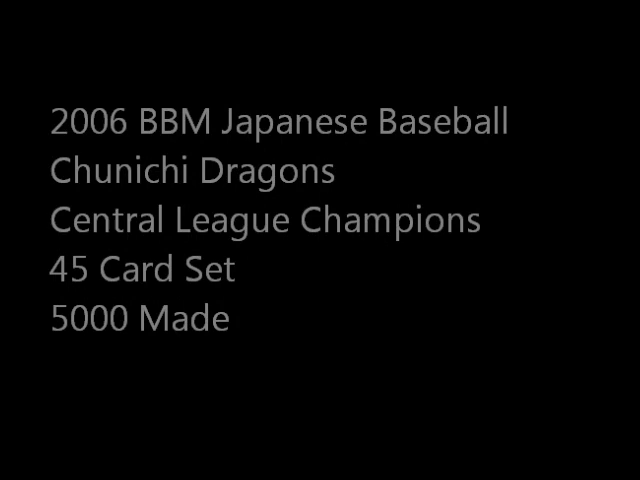 2006 BBM Japanese Baseball
Chunichi Dragons
Central League Champions
45 Card Set
5000 Made